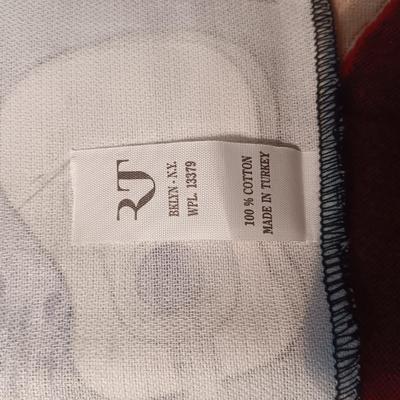 RT
BKLYN · N.Y.
WPL. 13379
100 % COTTON
MADE IN TURKEY